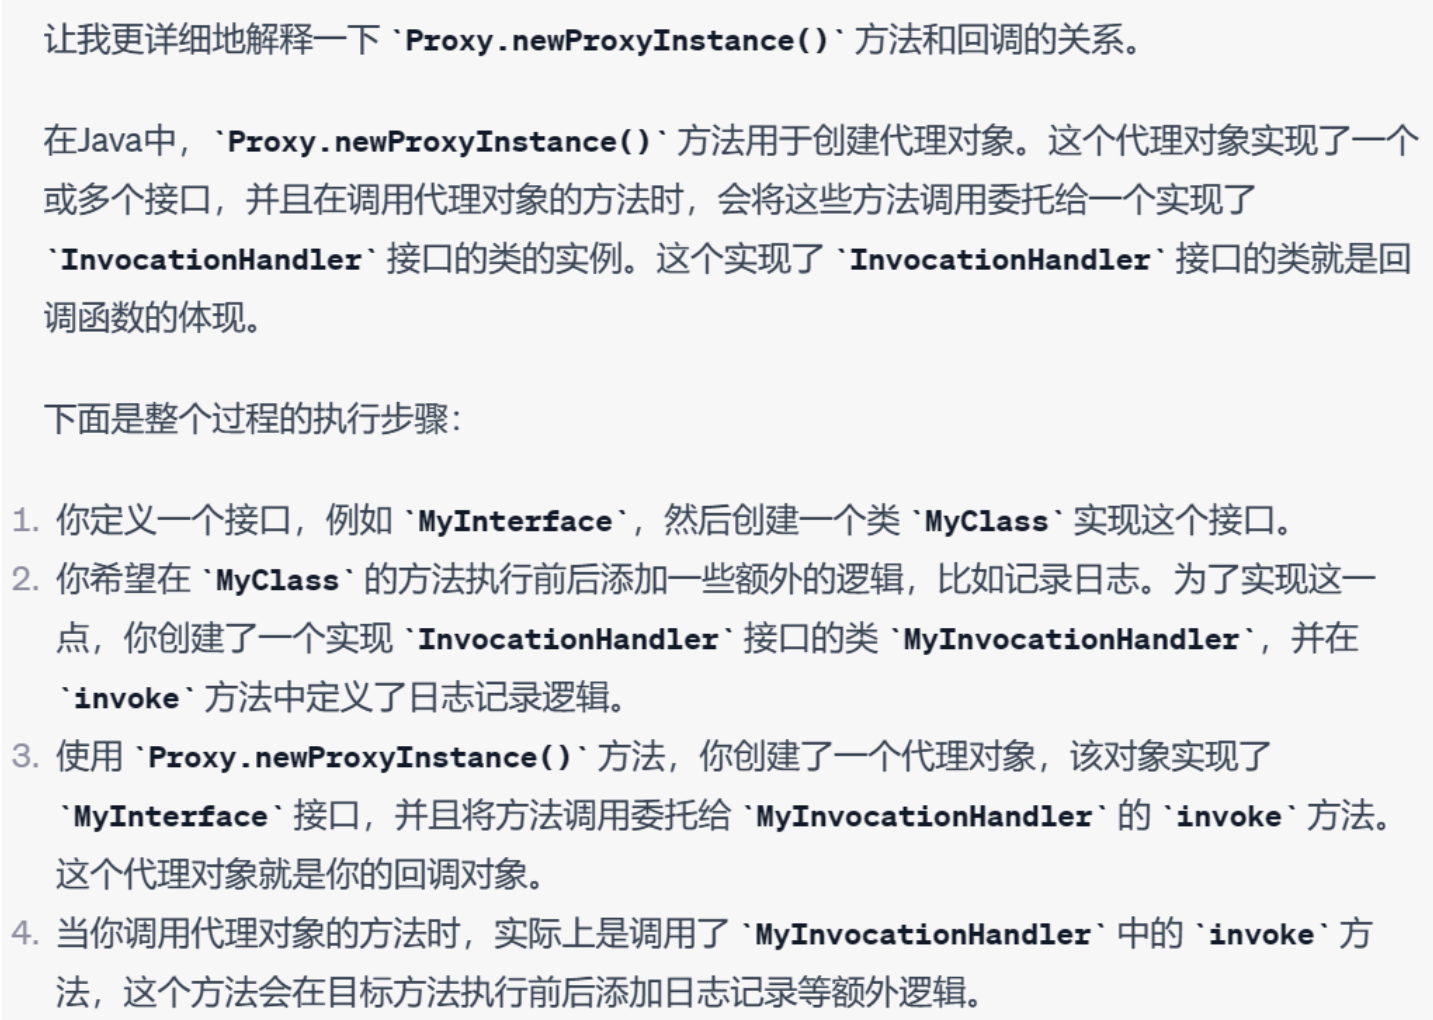 让我更详细地解释一下 `Proxy.newProxyInstance()` 方法和回调的关系。
在Java中，`Proxy.newProxyInstance()` 方法用于创建代理对象。这个代理对象实现了一个
或多个接口，并且在调用代理对象的方法时，会将这些方法调用委托给一个实现了
`InvocationHandler` 接口的类的实例。这个实现了 `InvocationHandler` 接口的类就是回
调函数的体现。
下面是整个过程的执行步骤：
1. 你定义一个接口，例如 `MyInterface`，然后创建一个类 `MyClass` 实现这个接口。
2. 你希望在 `MyClass` 的方法执行前后添加一些额外的逻辑，比如记录日志。为了实现这一
点，你创建了一个实现 `InvocationHandler` 接口的类 `MyInvocationHandler`，并在
`invoke` 方法中定义了日志记录逻辑。
3. 使用 `Proxy.newProxyInstance()` 方法，你创建了一个代理对象，该对象实现了
`MyInterface` 接口，并且将方法调用委托给 `MyInvocationHandler` 的 `invoke` 方法。
这个代理对象就是你的回调对象。
4. 当你调用代理对象的方法时，实际上是调用了 `MyInvocationHandler` 中的 `invoke` 方
法，这个方法会在目标方法执行前后添加日志记录等额外逻辑。